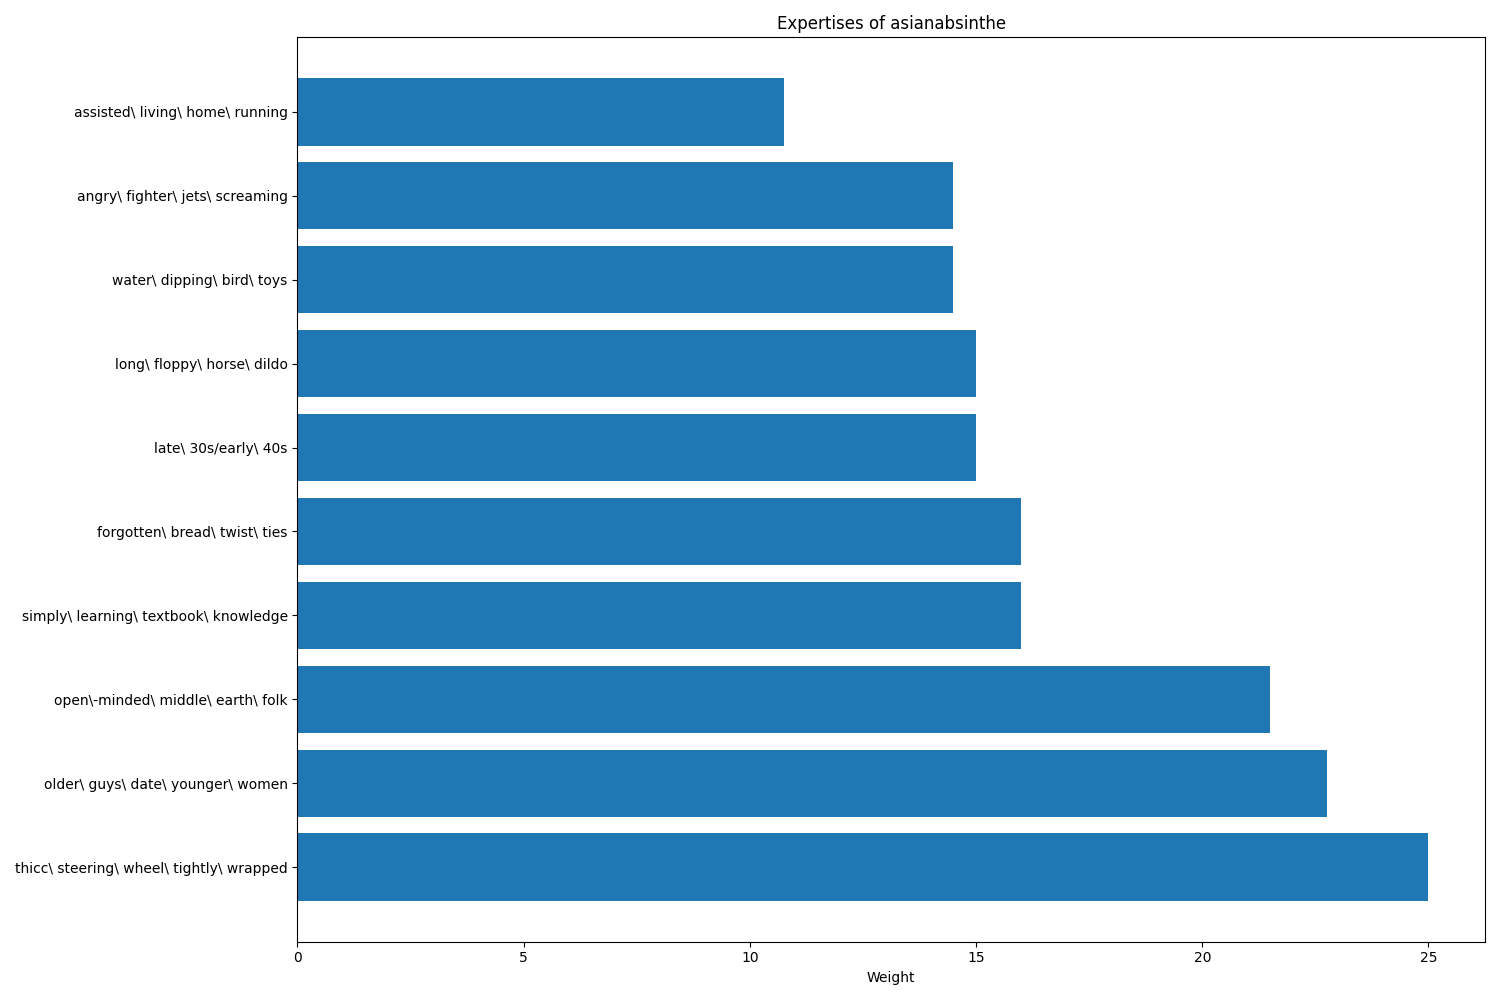 Expertises of asianabsinthe
assisted\ living\ home\ running
angry\ fighter\ jets\ screaming
water\ dipping\ bird\ toys
long\ floppy\ horse\ dildo
late\ 30s/early\ 40s
forgotten\ bread\ twist\ ties
simply\ learning\ textbook\ knowledge
open\-minded\ middle\ earth\ folk
older\ guys\ date\ younger\ women
thicc\ steering\ wheel\ tightly\ wrapped
0 5 10 15 20 25
Weight